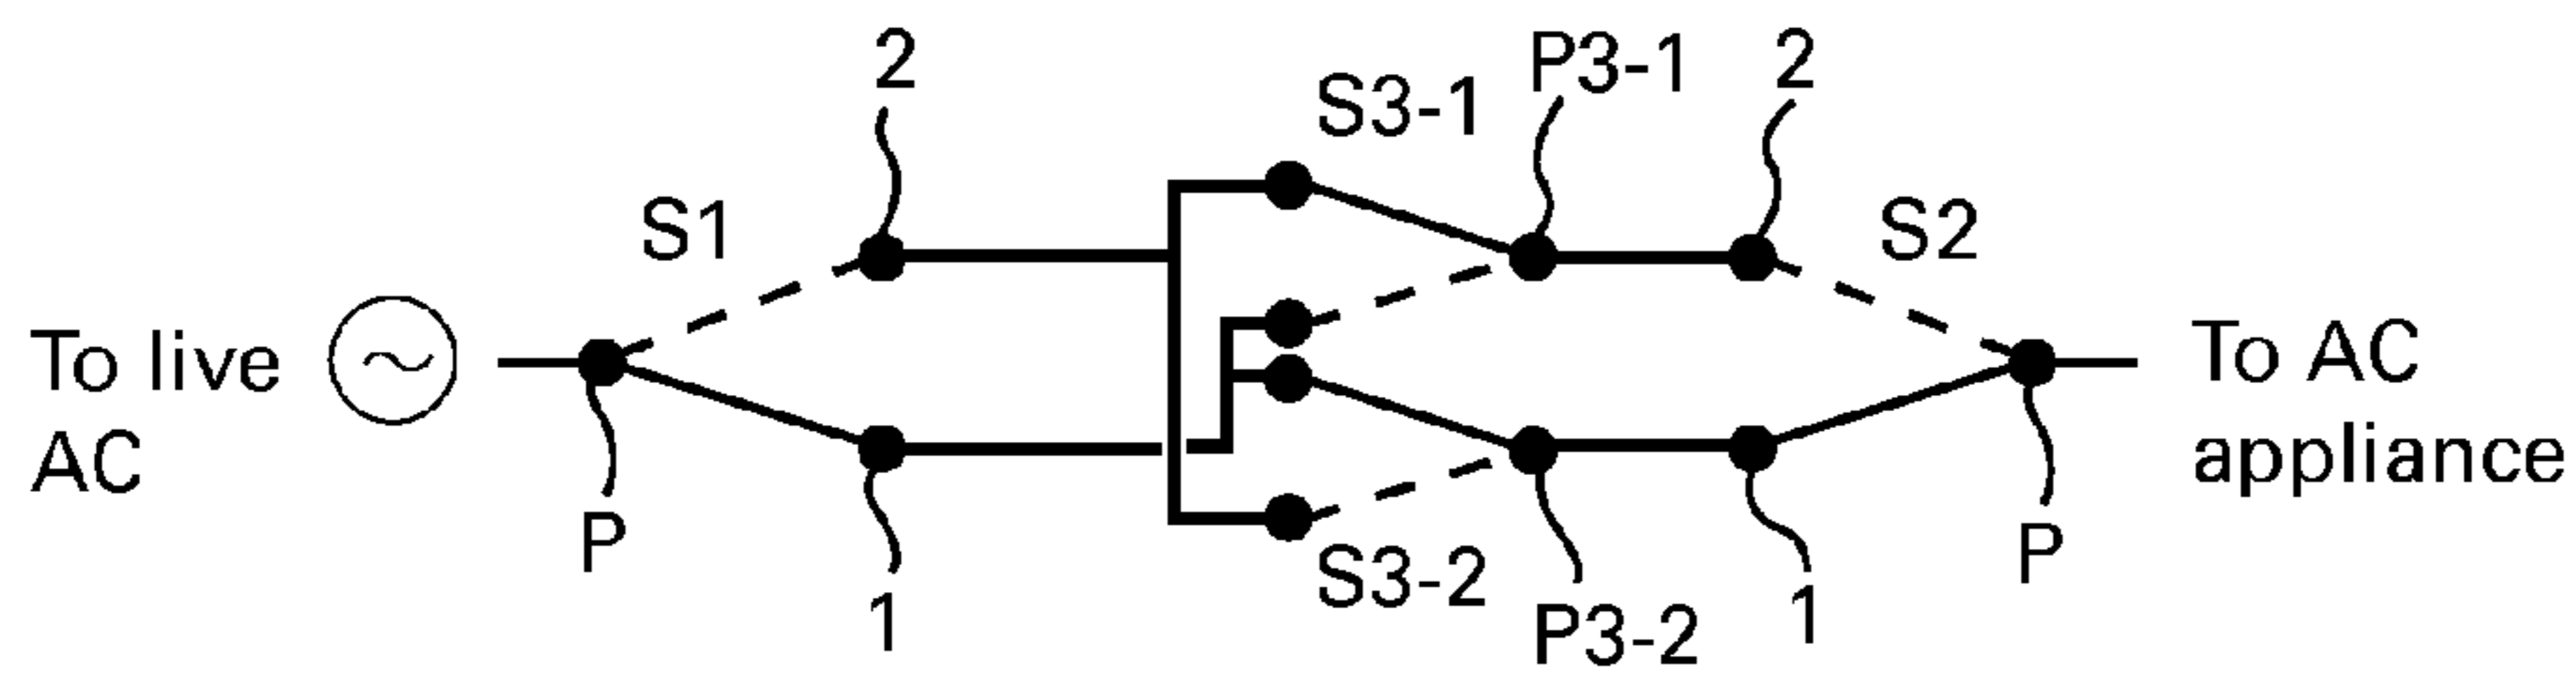 2
P3-1
2
S3-1
S1
S2
To live
AC
To AC
appliance
P
1
S3-2
P3-2
1
P